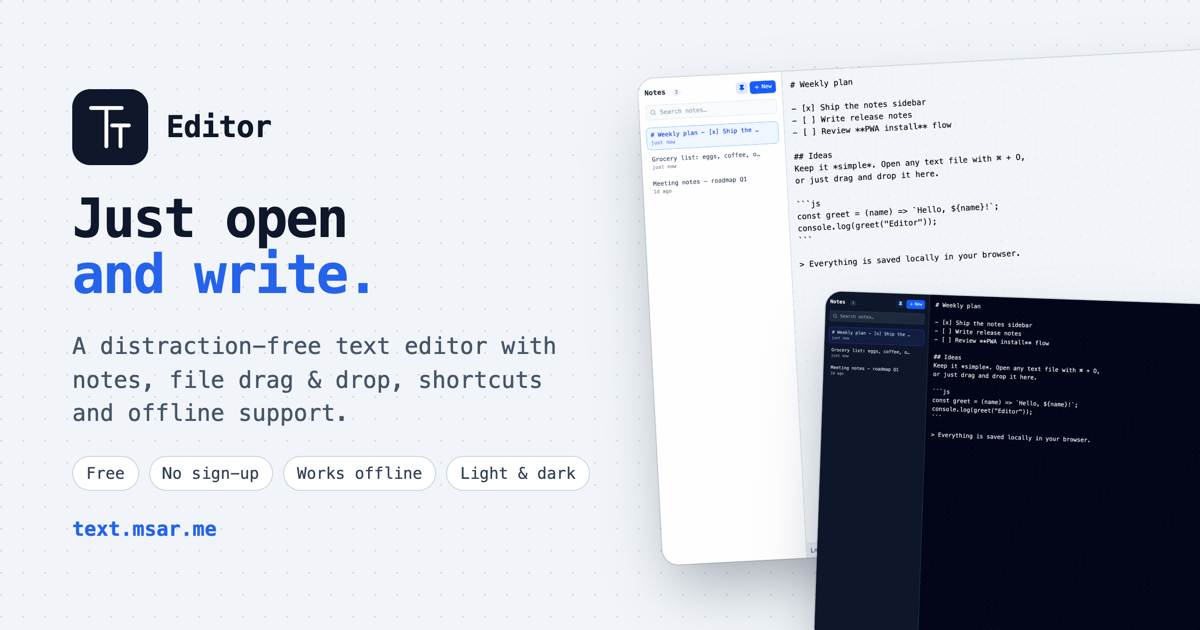 Editor
Just open
and write.
A distraction-free text editor with
notes, file drag & drop, shortcuts
and offline support.
Free
No sign-up
Works offline
Light & dark
text.msar.me
Notes 3
+ New
Search notes…
# Weekly plan – [x] Ship the …
just now
Grocery list: eggs, coffee, o…
just now
Meeting notes – roadmap Q1
1d ago
# Weekly plan
- [x] Ship the notes sidebar
- [ ] Write release notes
- [ ] Review **PWA install** flow
## Ideas
Keep it *simple*. Open any text file with ⌘ + O,
or just drag and drop it here.
```js
const greet = (name) => `Hello, ${name}!`;
console.log(greet("Editor"));
```
> Everything is saved locally in your browser.
Notes 3
+ New
Search notes…
# Weekly plan – [x] Ship the …
just now
Grocery list: eggs, coffee, o…
just now
Meeting notes – roadmap Q1
1d ago
# Weekly plan
- [x] Ship the notes sidebar
- [ ] Write release notes
- [ ] Review **PWA install** flow
## Ideas
Keep it *simple*. Open any text file with ⌘ + O,
or just drag and drop it here.
```js
const greet = (name) => `Hello, ${name}!`;
console.log(greet("Editor"));
```
> Everything is saved locally in your browser.